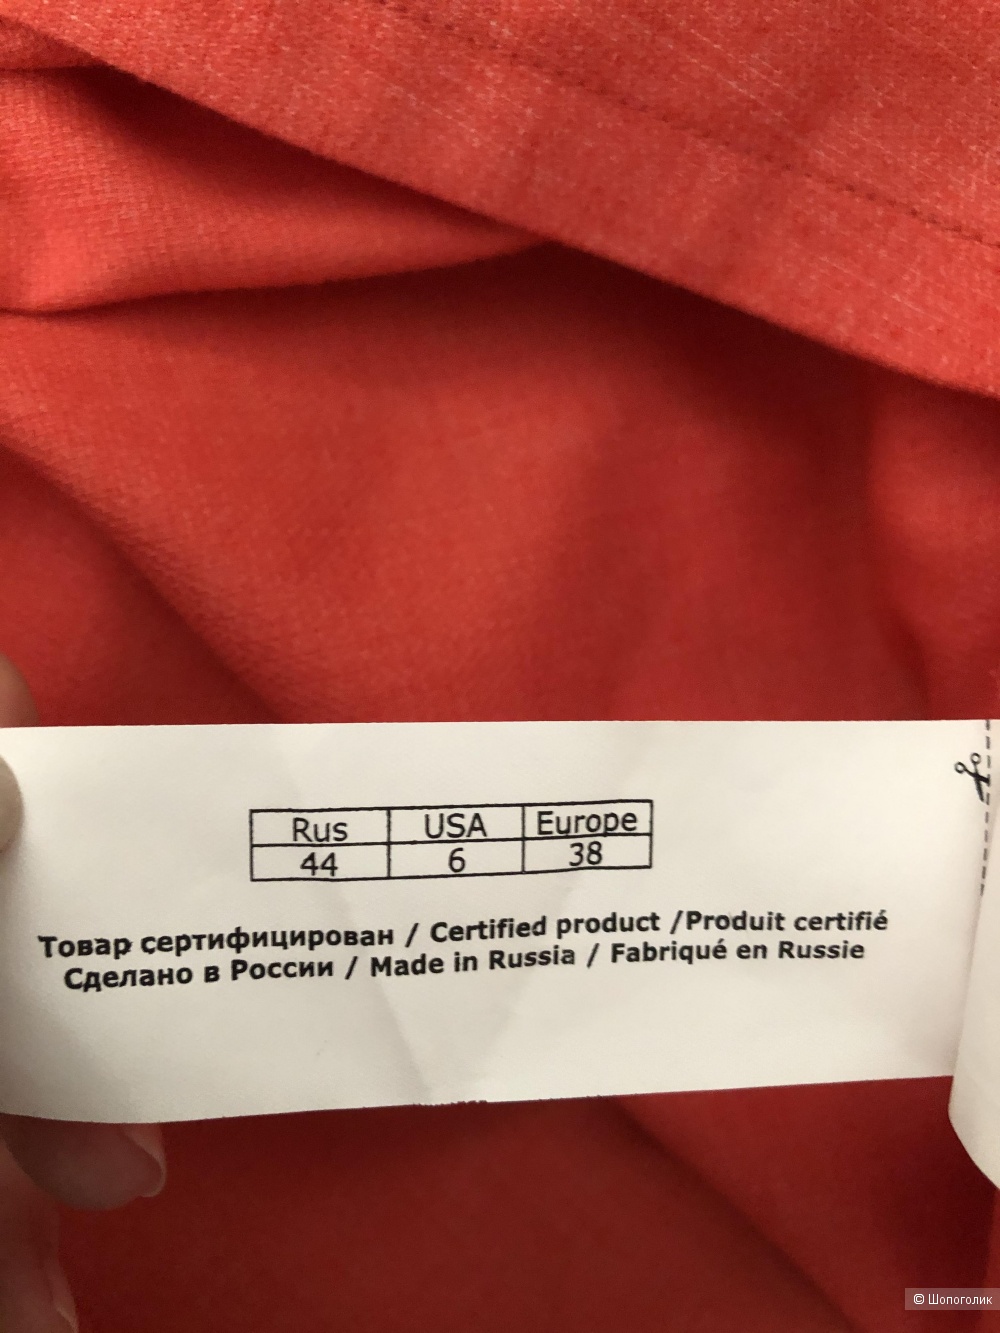 Rus USA Europe
44 6 38
Товар сертифицирован / Certified product /Produit certifié
Сделано в России / Made in Russia / Fabriqué en Russie
© Шопоголик